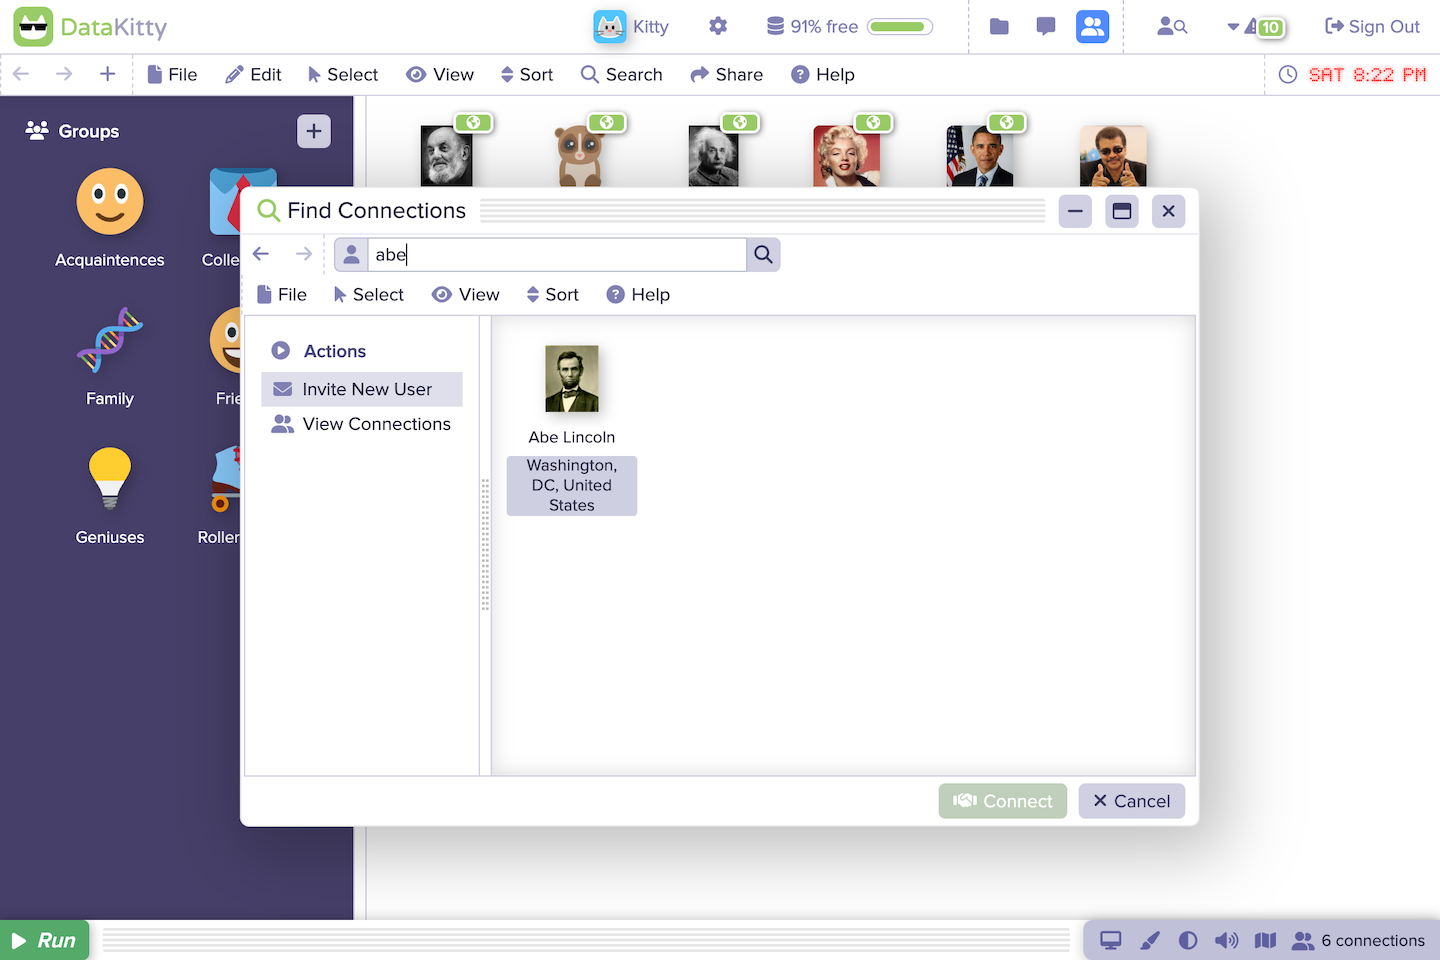 DataKitty
Kitty
91% free
10
Sign Out
File
Edit
Select
View
Sort
Search
Share
Help
SAT 8:22 PM
Groups
Acquaintences
Colle
Family
Frie
Geniuses
Roller
Find Connections
abe
File
Select
View
Sort
Help
Actions
Invite New User
View Connections
Abe Lincoln
Washington,
DC, United
States
Connect
Cancel
Run
6 connections